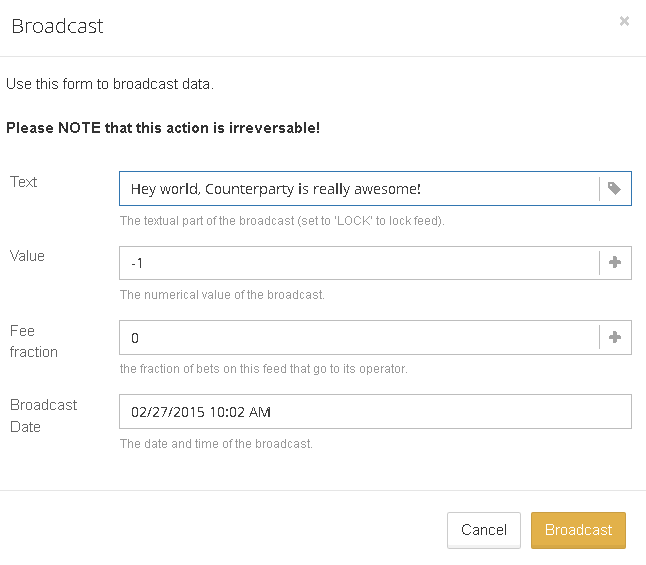 Broadcast
×
Use this form to broadcast data.
Please NOTE that this action is irreversable!
Text
Hey world, Counterparty is really awesome!
The textual part of the broadcast (set to 'LOCK' to lock feed).
Value
-1
The numerical value of the broadcast.
Fee
fraction
0
the fraction of bets on this feed that go to its operator.
Broadcast
Date
02/27/2015 10:02 AM
The date and time of the broadcast.
Cancel
Broadcast